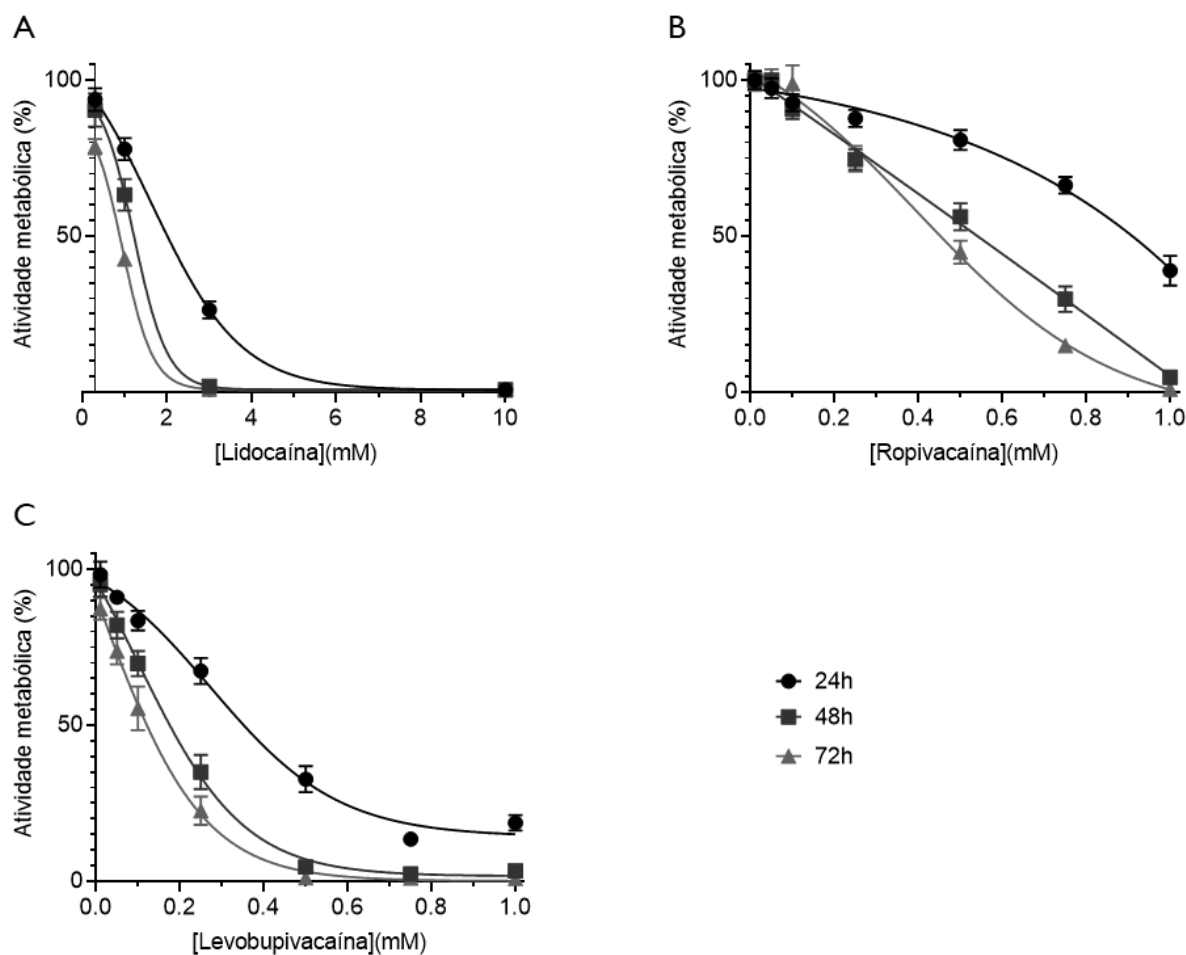 A
Atividade metabólica (%)
100
50
0
0 2 4 6 8 10
[Lidocaína](mM)
B
Atividade metabólica (%)
100
50
0
0.0 0.2 0.4 0.6 0.8 1.0
[Ropivacaína](mM)
C
Atividade metabólica (%)
100
50
0
0.0 0.2 0.4 0.6 0.8 1.0
[Levobupivacaína](mM)
24h
48h
72h